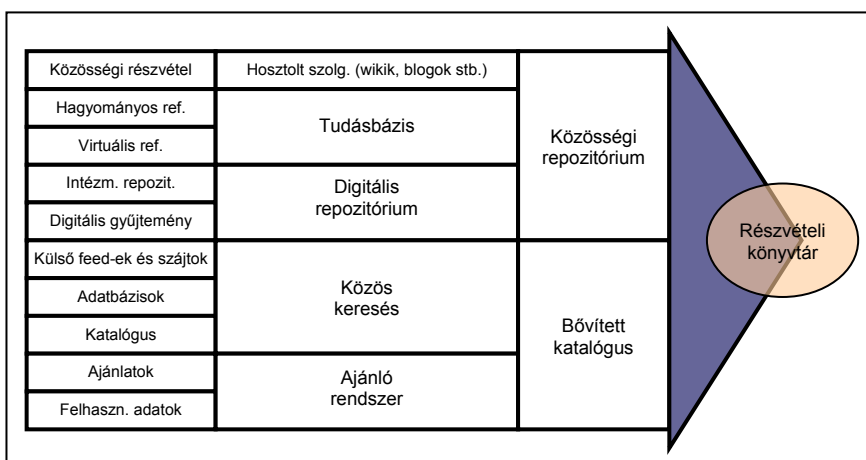 Közösségi részvétel
Hagyományos ref.
Virtuális ref.
Intézm. repozit.
Digitális gyűjtemény
Külső feed-ek és szájtok
Adatbázisok
Katalógus
Ajánlatok
Felhaszn. adatok
Hosztolt szolg. (wikik, blogok stb.)
Tudásbázis
Digitális
repozitórium
Közös
keresés
Ajánló
rendszer
Közösségi
repozitórium
Bővített
katalógus
Részvételi
könyvtár